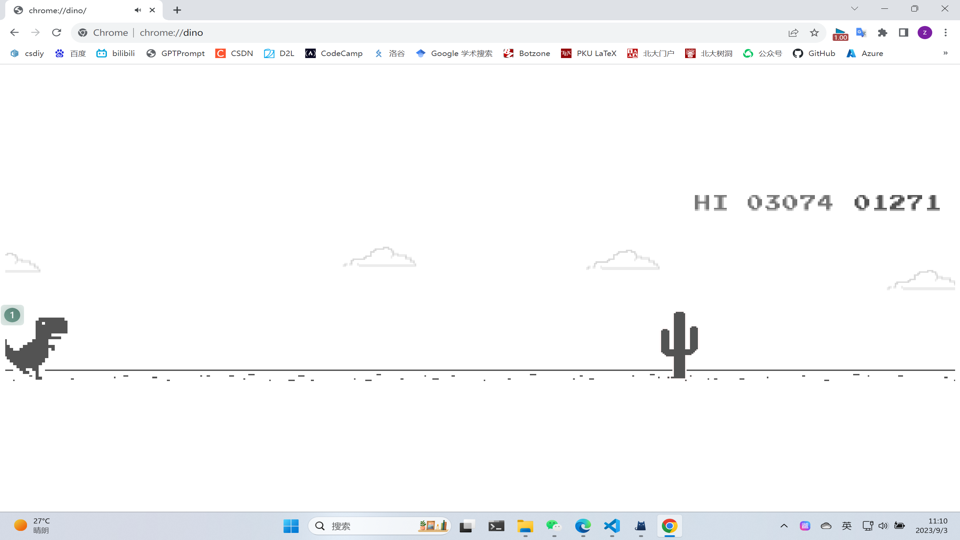 chrome://dino/
Chrome | chrome://dino
1.00
z
csdiy 百度 bilibili GPTPrompt CSDN D2L CodeCamp 洛谷 Google 学术搜索 Botzone PKU LaTeX 北大门户 北大树洞 公众号 GitHub Azure »
HI 03074 01271
1
27°C
晴朗
搜索
英
11:10
2023/9/3